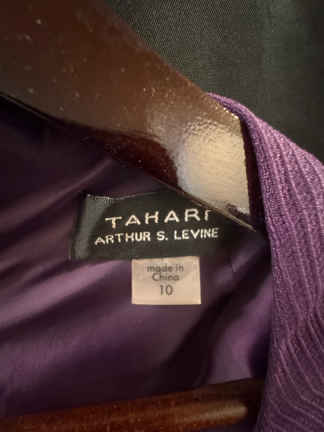 TAHARI
ARTHUR S. LEVINE
made in
China
10